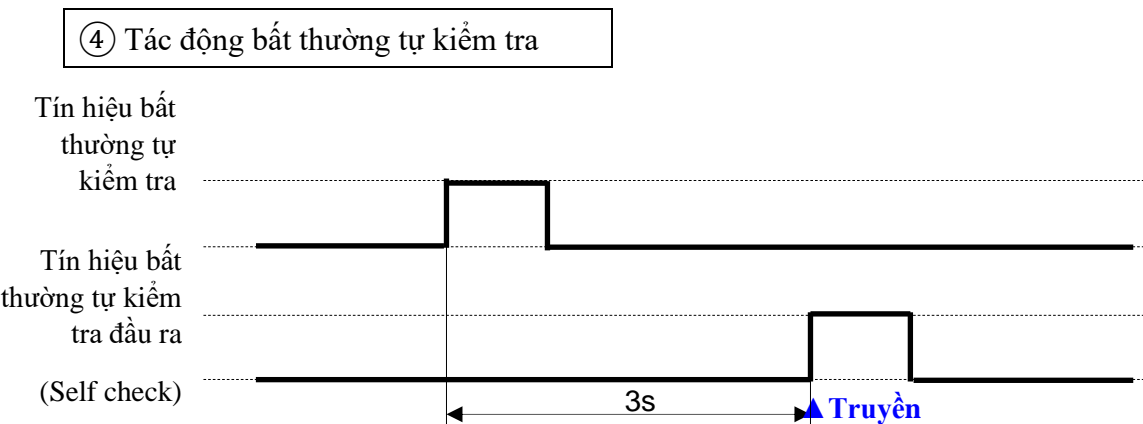 ④ Tác động bất thường tự kiểm tra
Tín hiệu bất
thường tự
kiểm tra
Tín hiệu bất
thường tự kiểm
tra đầu ra
(Self check)
3s
▲Truyền